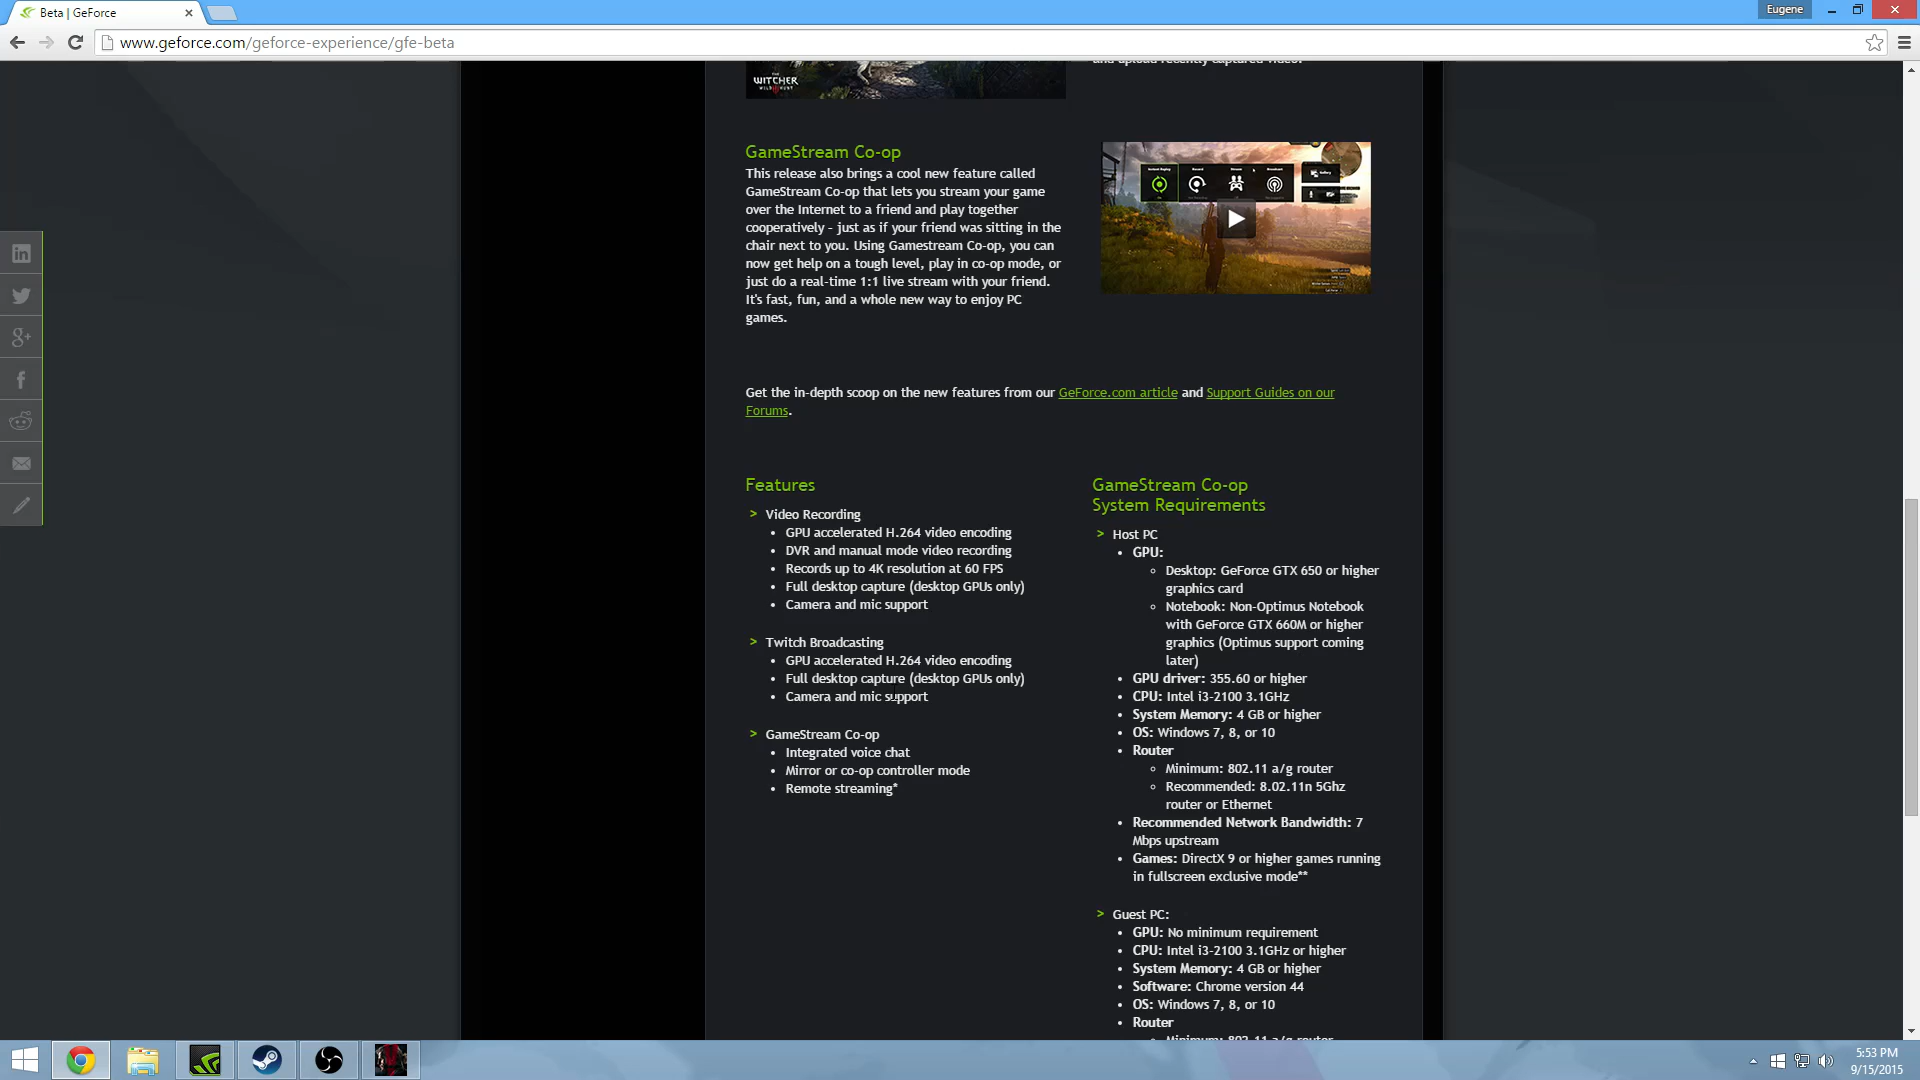 Beta | GeForce
Eugene
www.geforce.com/geforce-experience/gfe-beta
and upload recently captured video.
THE
WITCHER
WILD HUNT
GameStream Co-op
This release also brings a cool new feature called
GameStream Co-op that lets you stream your game
over the Internet to a friend and play together
cooperatively - just as if your friend was sitting in the
chair next to you. Using Gamestream Co-op, you can
now get help on a tough level, play in co-op mode, or
just do a real-time 1:1 live stream with your friend.
It's fast, fun, and a whole new way to enjoy PC
games.
Get the in-depth scoop on the new features from our GeForce.com article and Support Guides on our
Forums.
Features
> Video Recording
• GPU accelerated H.264 video encoding
• DVR and manual mode video recording
• Records up to 4K resolution at 60 FPS
• Full desktop capture (desktop GPUs only)
• Camera and mic support
> Twitch Broadcasting
• GPU accelerated H.264 video encoding
• Full desktop capture (desktop GPUs only)
• Camera and mic support
> GameStream Co-op
• Integrated voice chat
• Mirror or co-op controller mode
• Remote streaming*
GameStream Co-op
System Requirements
> Host PC
• GPU:
◦ Desktop: GeForce GTX 650 or higher
graphics card
◦ Notebook: Non-Optimus Notebook
with GeForce GTX 660M or higher
graphics (Optimus support coming
later)
• GPU driver: 355.60 or higher
• CPU: Intel i3-2100 3.1GHz
• System Memory: 4 GB or higher
• OS: Windows 7, 8, or 10
• Router
◦ Minimum: 802.11 a/g router
◦ Recommended: 8.02.11n 5Ghz
router or Ethernet
• Recommended Network Bandwidth: 7
Mbps upstream
• Games: DirectX 9 or higher games running
in fullscreen exclusive mode**
> Guest PC:
• GPU: No minimum requirement
• CPU: Intel i3-2100 3.1GHz or higher
• System Memory: 4 GB or higher
• Software: Chrome version 44
• OS: Windows 7, 8, or 10
• Router
◦ Minimum: 802.11 a/g router
5:53 PM
9/15/2015